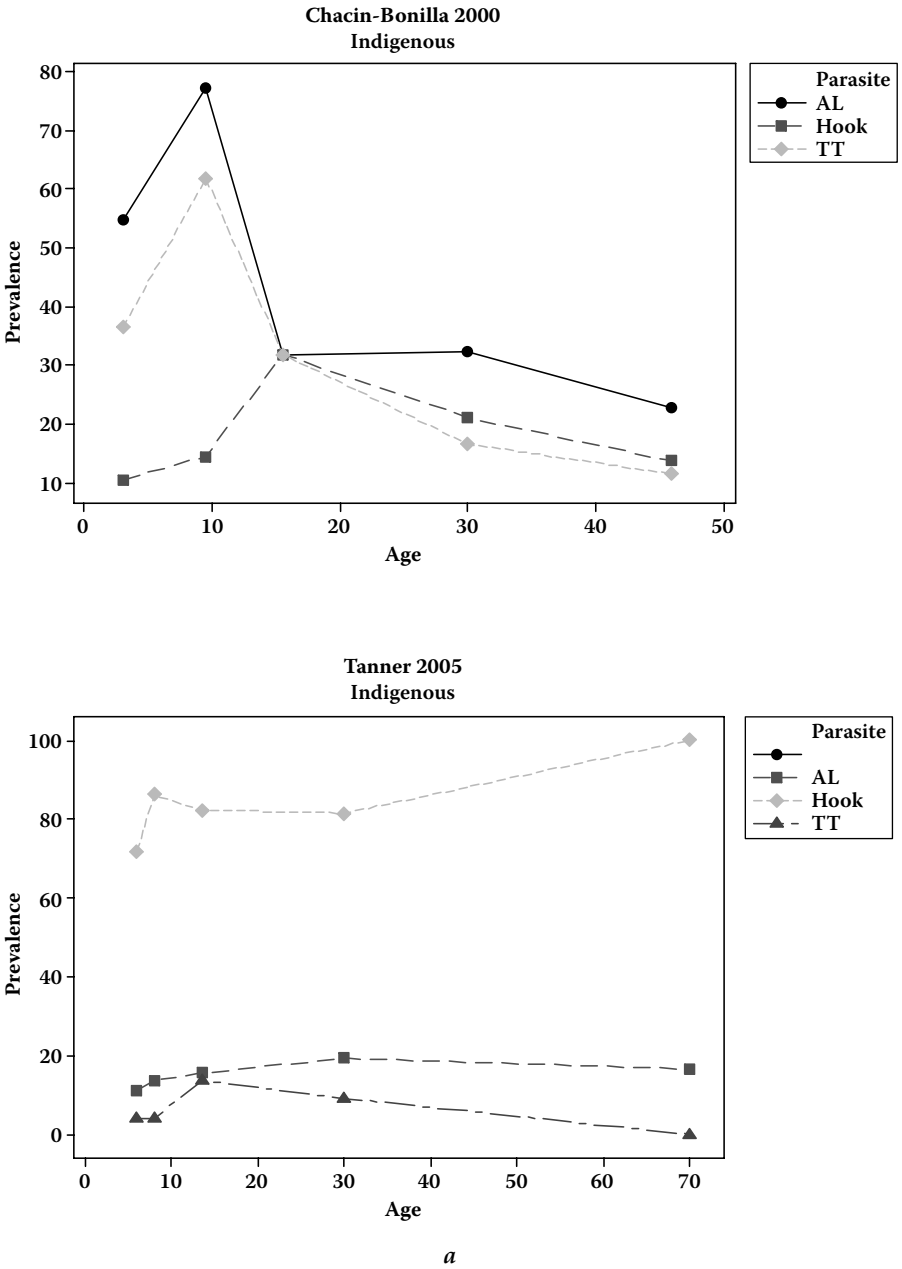 Chacin-Bonilla 2000
Indigenous
80
70
60
50
40
30
20
10
Prevalence
0 10 20 30 40 50
Age
Parasite
AL
Hook
TT
Tanner 2005
Indigenous
100
80
60
40
20
0
Prevalence
0 10 20 30 40 50 60 70
Age
Parasite
AL
Hook
TT
a